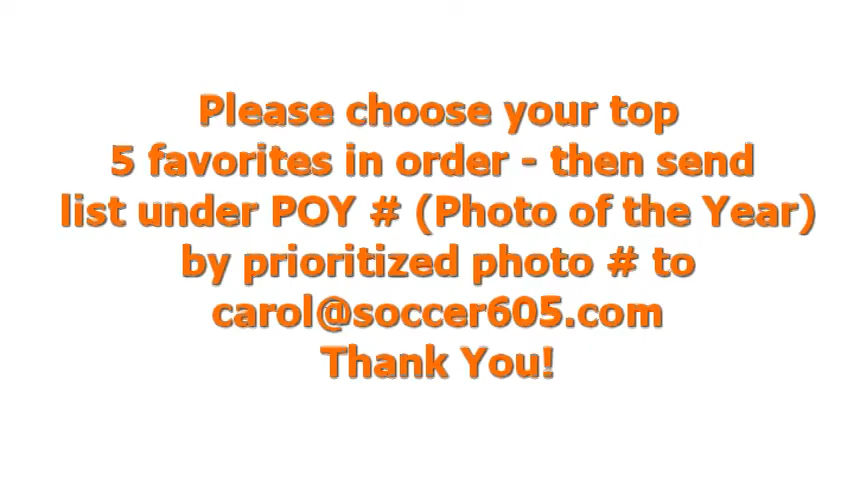 Please choose your top
5 favorites in order - then send
list under POY # (Photo of the Year)
by prioritized photo # to
carol@soccer605.com
Thank You!